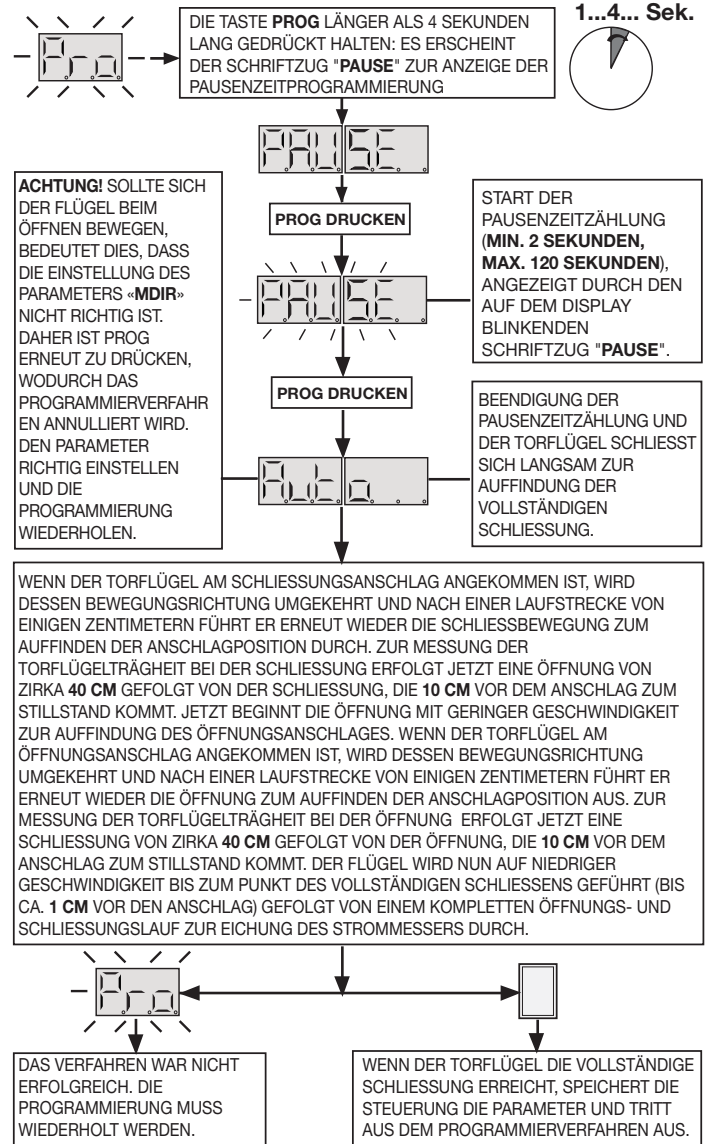 1...4... Sek.
Pro
DIE TASTE PROG LÄNGER ALS 4 SEKUNDEN
LANG GEDRÜCKT HALTEN: ES ERSCHEINT
DER SCHRIFTZUG "PAUSE" ZUR ANZEIGE DER
PAUSENZEITPROGRAMMIERUNG
PAUSE
ACHTUNG! SOLLTE SICH
DER FLÜGEL BEIM
ÖFFNEN BEWEGEN,
BEDEUTET DIES, DASS
DIE EINSTELLUNG DES
PARAMETERS «MDIR»
NICHT RICHTIG IST.
DAHER IST PROG
ERNEUT ZU DRÜCKEN,
WODURCH DAS
PROGRAMMIERVERFAHR
EN ANNULLIERT WIRD.
DEN PARAMETER
RICHTIG EINSTELLEN
UND DIE
PROGRAMMIERUNG
WIEDERHOLEN.
PROG DRUCKEN
PAUSE
START DER
PAUSENZEITZÄHLUNG
(MIN. 2 SEKUNDEN,
MAX. 120 SEKUNDEN),
ANGEZEIGT DURCH DEN
AUF DEM DISPLAY
BLINKENDEN
SCHRIFTZUG "PAUSE".
PROG DRUCKEN
Auto
BEENDIGUNG DER
PAUSENZEITZÄHLUNG UND
DER TORFLÜGEL SCHLIESST
SICH LANGSAM ZUR
AUFFINDUNG DER
VOLLSTÄNDIGEN
SCHLIESSUNG.
WENN DER TORFLÜGEL AM SCHLIESSUNGSANSCHLAG ANGEKOMMEN IST, WIRD
DESSEN BEWEGUNGSRICHTUNG UMGEKEHRT UND NACH EINER LAUFSTRECKE VON
EINIGEN ZENTIMETERN FÜHRT ER ERNEUT WIEDER DIE SCHLIESSBEWEGUNG ZUM
AUFFINDEN DER ANSCHLAGPOSITION DURCH. ZUR MESSUNG DER
TORFLÜGELTRÄGHEIT BEI DER SCHLIESSUNG ERFOLGT JETZT EINE ÖFFNUNG VON
ZIRKA 40 CM GEFOLGT VON DER SCHLIESSUNG, DIE 10 CM VOR DEM ANSCHLAG ZUM
STILLSTAND KOMMT. JETZT BEGINNT DIE ÖFFNUNG MIT GERINGER GESCHWINDIGKEIT
ZUR AUFFINDUNG DES ÖFFNUNGSANSCHLAGES. WENN DER TORFLÜGEL AM
ÖFFNUNGSANSCHLAG ANGEKOMMEN IST, WIRD DESSEN BEWEGUNGSRICHTUNG
UMGEKEHRT UND NACH EINER LAUFSTRECKE VON EINIGEN ZENTIMETERN FÜHRT ER
ERNEUT WIEDER DIE ÖFFNUNG ZUM AUFFINDEN DER ANSCHLAGPOSITION AUS. ZUR
MESSUNG DER TORFLÜGELTRÄGHEIT BEI DER ÖFFNUNG ERFOLGT JETZT EINE
SCHLIESSUNG VON ZIRKA 40 CM GEFOLGT VON DER ÖFFNUNG, DIE 10 CM VOR DEM
ANSCHLAG ZUM STILLSTAND KOMMT. DER FLÜGEL WIRD NUN AUF NIEDRIGER
GESCHWINDIGKEIT BIS ZUM PUNKT DES VOLLSTÄNDIGEN SCHLIESSENS GEFÜHRT (BIS
CA. 1 CM VOR DEN ANSCHLAG) GEFOLGT VON EINEM KOMPLETTEN ÖFFNUNGS- UND
SCHLIESSUNGSLAUF ZUR EICHUNG DES STROMMESSERS DURCH.
Pro
DAS VERFAHREN WAR NICHT
ERFOLGREICH. DIE
PROGRAMMIERUNG MUSS
WIEDERHOLT WERDEN.
WENN DER TORFLÜGEL DIE VOLLSTÄNDIGE
SCHLIESSUNG ERREICHT, SPEICHERT DIE
STEUERUNG DIE PARAMETER UND TRITT
AUS DEM PROGRAMMIERVERFAHREN AUS.